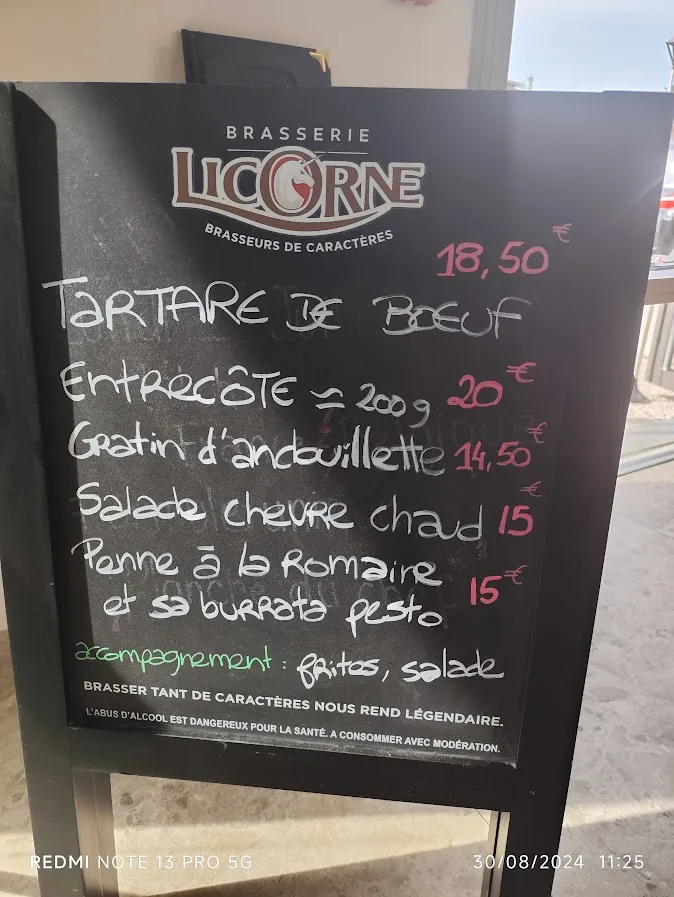 BRASSERIE
LICORNE
BRASSEURS DE CARACTÈRES
18,50 €
TARTARE DE BOEUF
ENTRECÔTE ≈ 200g 20 €
Gratin d'andouillette 14,50 €
Salade chèvre chaud 15 €
Penne à la Romaine
et sa burrata pesto 15 €
accompagnement : frites, salade
BRASSER TANT DE CARACTÈRES NOUS REND LÉGENDAIRE.
L'ABUS D'ALCOOL EST DANGEREUX POUR LA SANTÉ. A CONSOMMER AVEC MODÉRATION.
REDMI NOTE 13 PRO 5G 30/08/2024 11:25